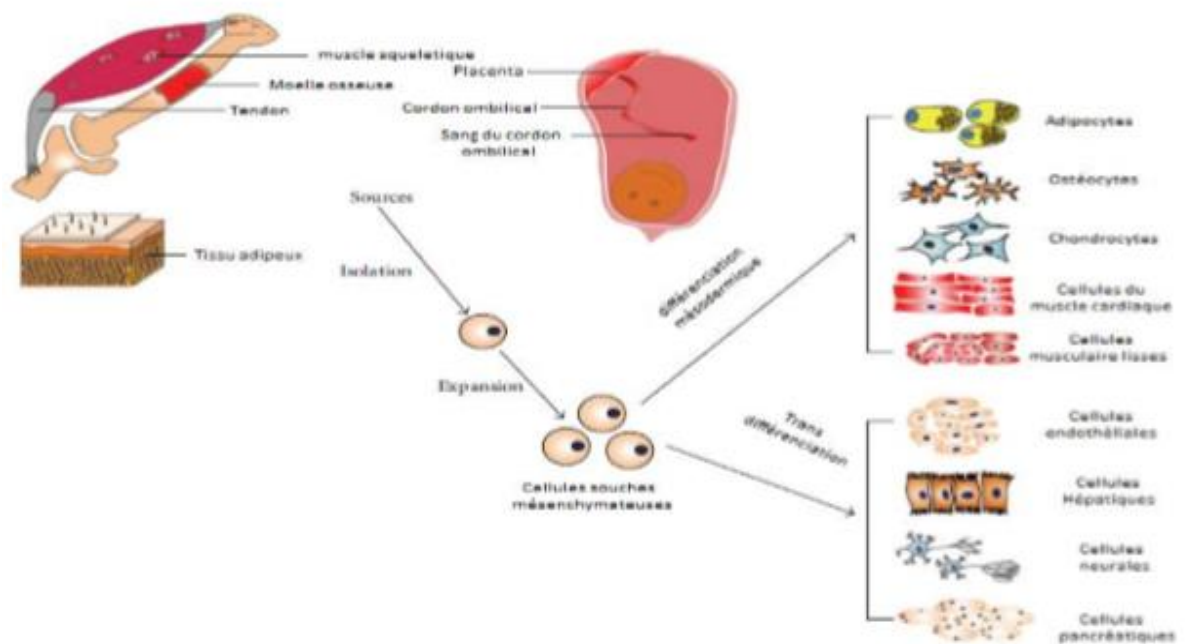 muscle squeletique
Moelle osseuse
Tendon
Tissu adipeux
Placenta
Cordon ombilical
Sang du cordon
ombilical
Sources
Isolation
Expansion
Cellules souches
mésenchymateuses
différenciation
mésodermique
Trans
différenciation
Adipocytes
Ostéocytes
Chondrocytes
Cellules du
muscle cardiaque
Cellules
musculaire lisses
Cellules
endothéliales
Cellules
Hépatiques
Cellules
neurales
Cellules
pancréatiques